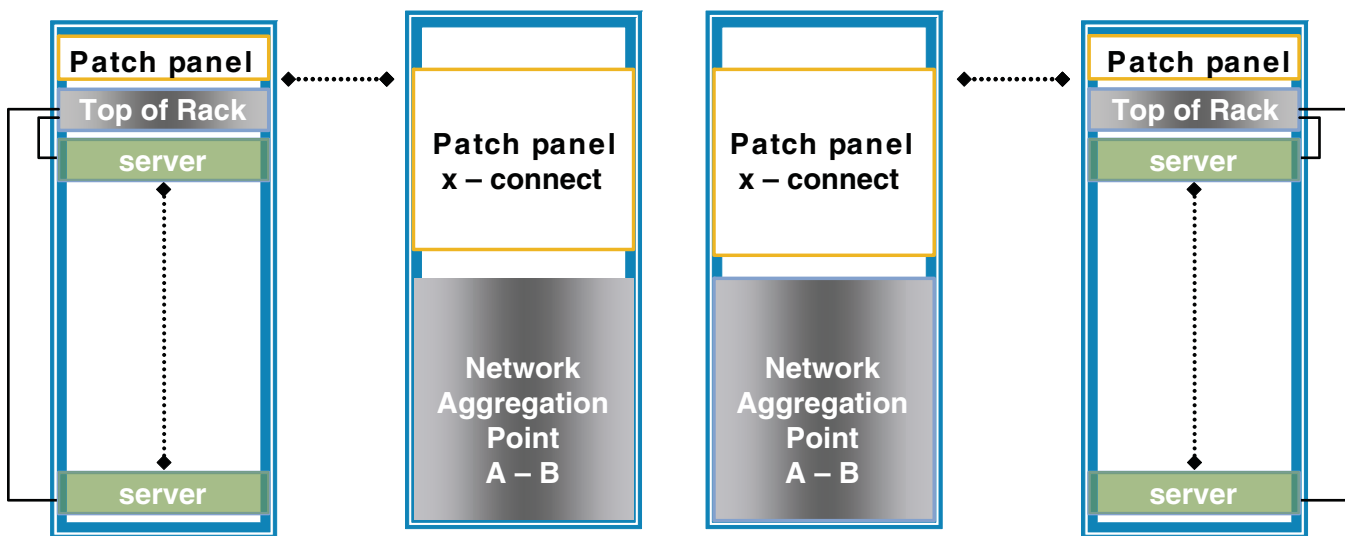 Patch panel
Top of Rack
server
server
Patch panel
x – connect
Network
Aggregation
Point
A – B
Patch panel
x – connect
Network
Aggregation
Point
A – B
Patch panel
Top of Rack
server
server